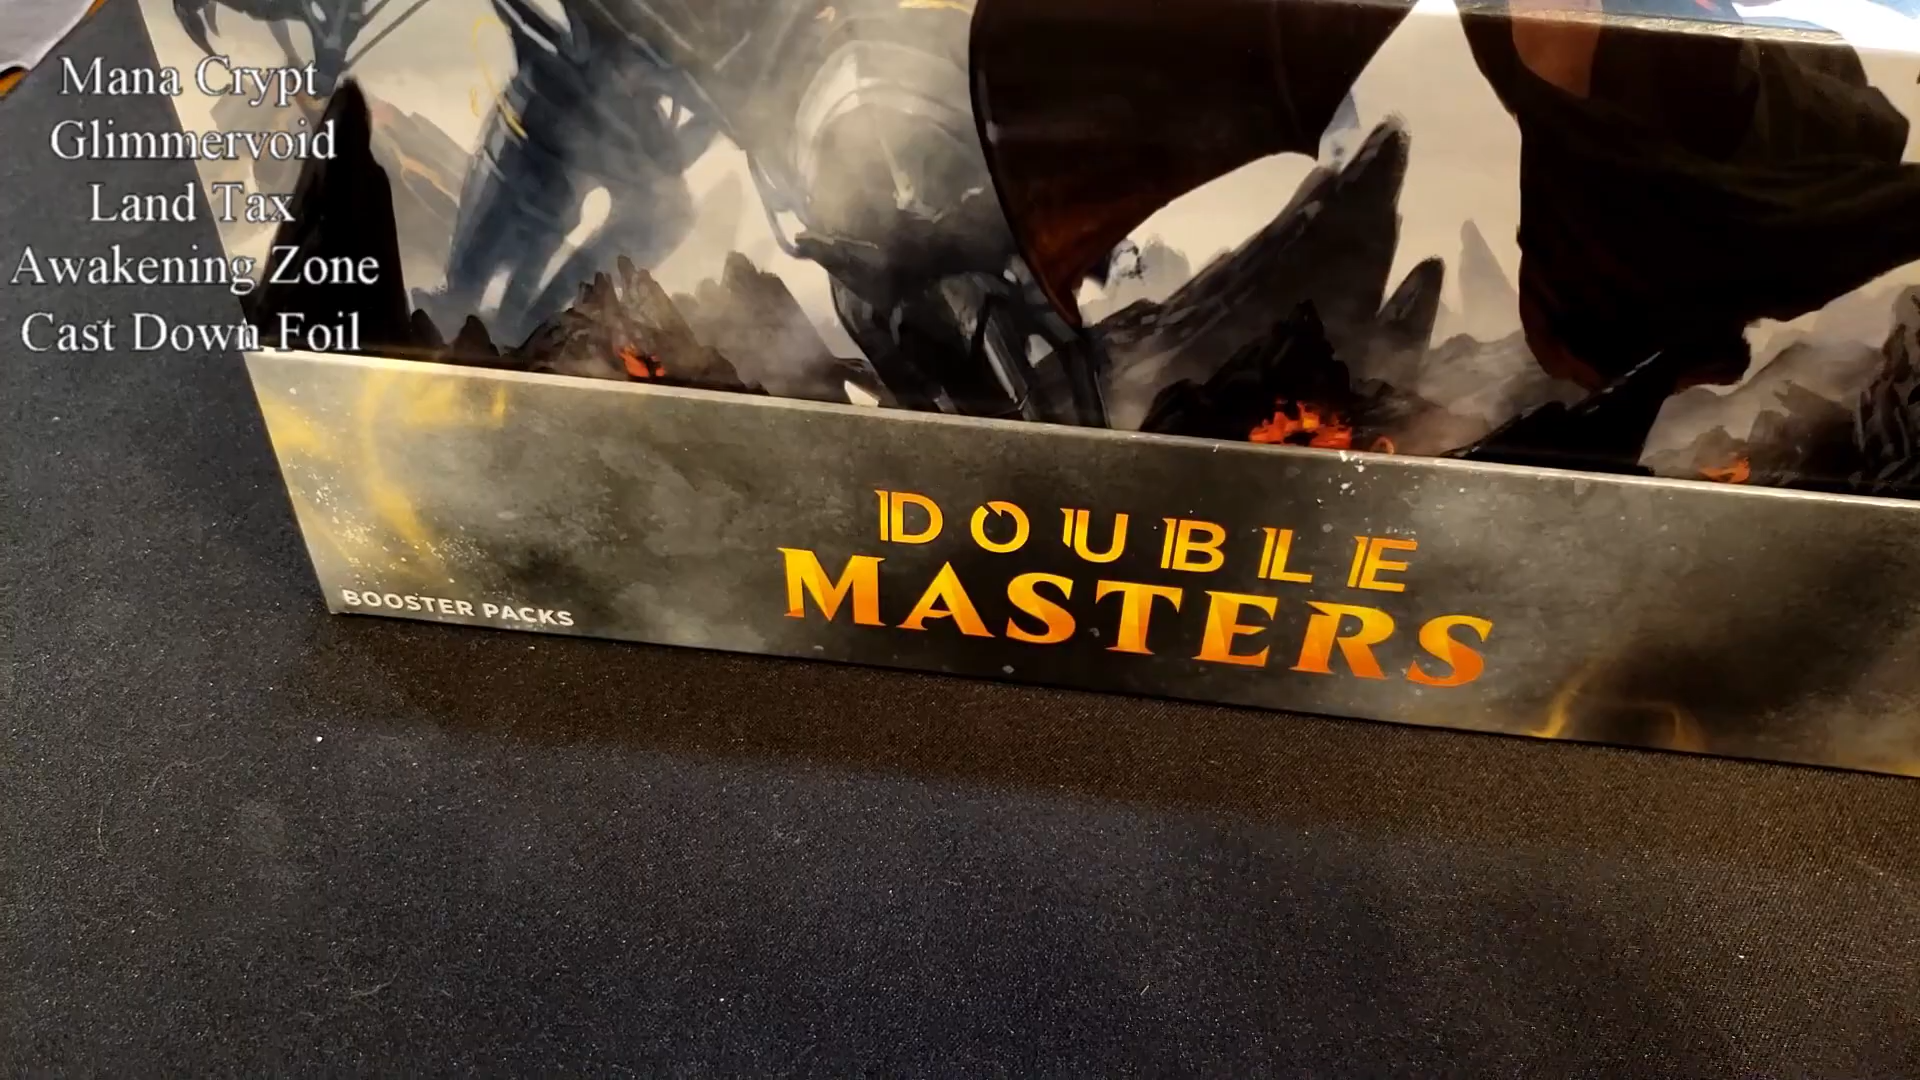 Mana Crypt
Glimmervoid
Land Tax
Awakening Zone
Cast Down Foil
DOUBLE
MASTERS
BOOSTER PACKS